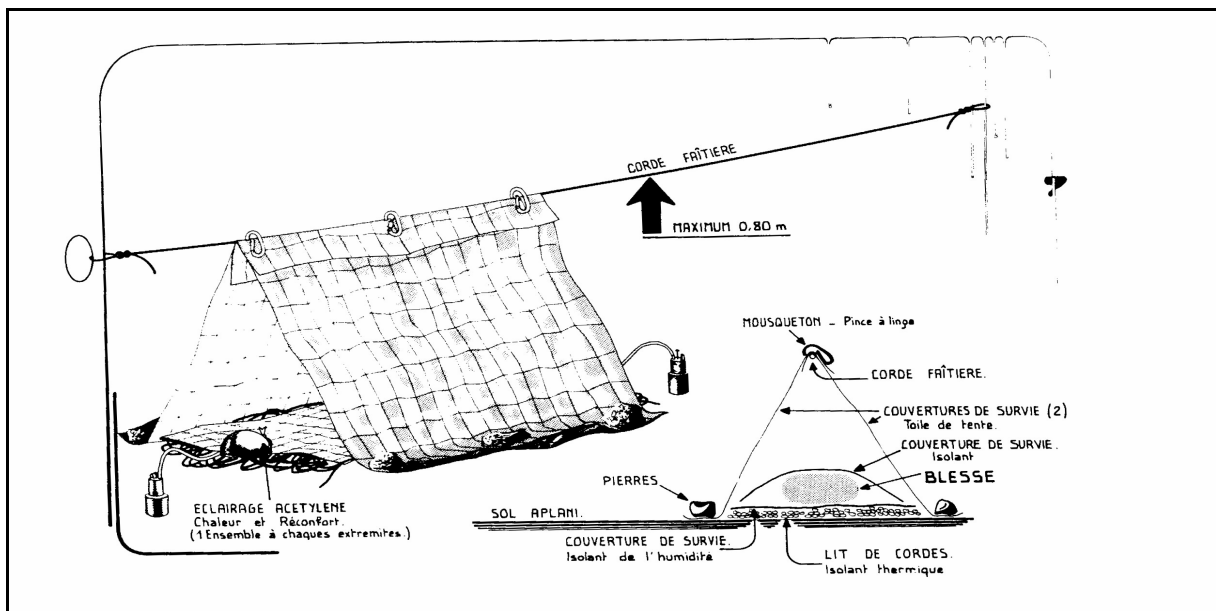 CORDE FAÎTIERE
MAXIMUM 0,80 m
MOUSQUETON - Pince à linge
CORDE FAÎTIERE.
COUVERTURES DE SURVIE (2)
Toile de tente.
COUVERTURE DE SURVIE.
Isolant
BLESSE
PIERRES
SOL APLANI.
ECLAIRAGE ACETYLENE
Chaleur et Réconfort.
(1 Ensemble à chaques extremites.)
COUVERTURE DE SURVIE.
Isolant de l'humidité
LIT DE CORDES.
Isolant thermique